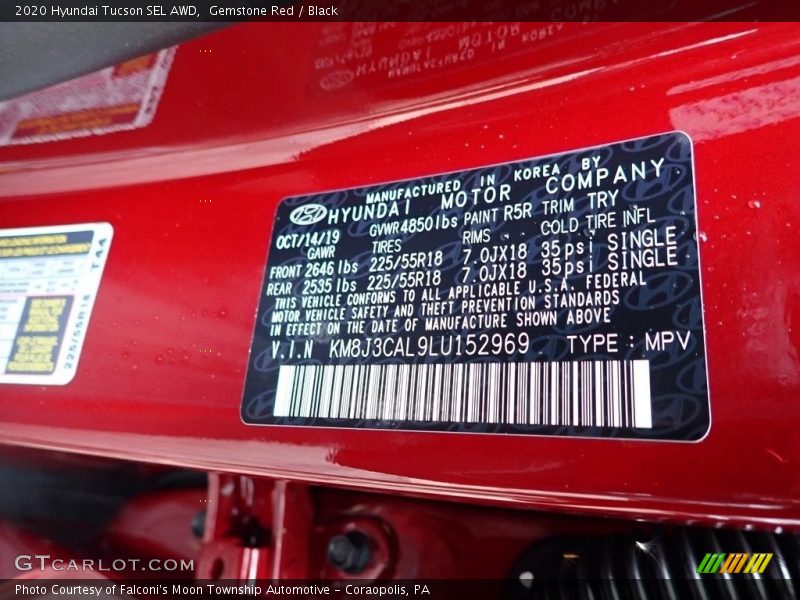 2020 Hyundai Tucson SEL AWD, Gemstone Red / Black
MANUFACTURED IN KOREA BY
HYUNDAI MOTOR COMPANY
OCT/14/19 GVWR 4850lbs PAINT R5R TRIM TRY
GAWR TIRES RIMS COLD TIRE INFL
FRONT 2646 lbs 225/55R18 7.0JX18 35psi SINGLE
REAR 2535 lbs 225/55R18 7.0JX18 35psi SINGLE
THIS VEHICLE CONFORMS TO ALL APPLICABLE U.S.A. FEDERAL
MOTOR VEHICLE SAFETY AND THEFT PREVENTION STANDARDS
IN EFFECT ON THE DATE OF MANUFACTURE SHOWN ABOVE
V.I.N KM8J3CAL9LU152969 TYPE : MPV
225/55R18
GTCARLOT.COM
Photo Courtesy of Falconi's Moon Township Automotive – Coraopolis, PA